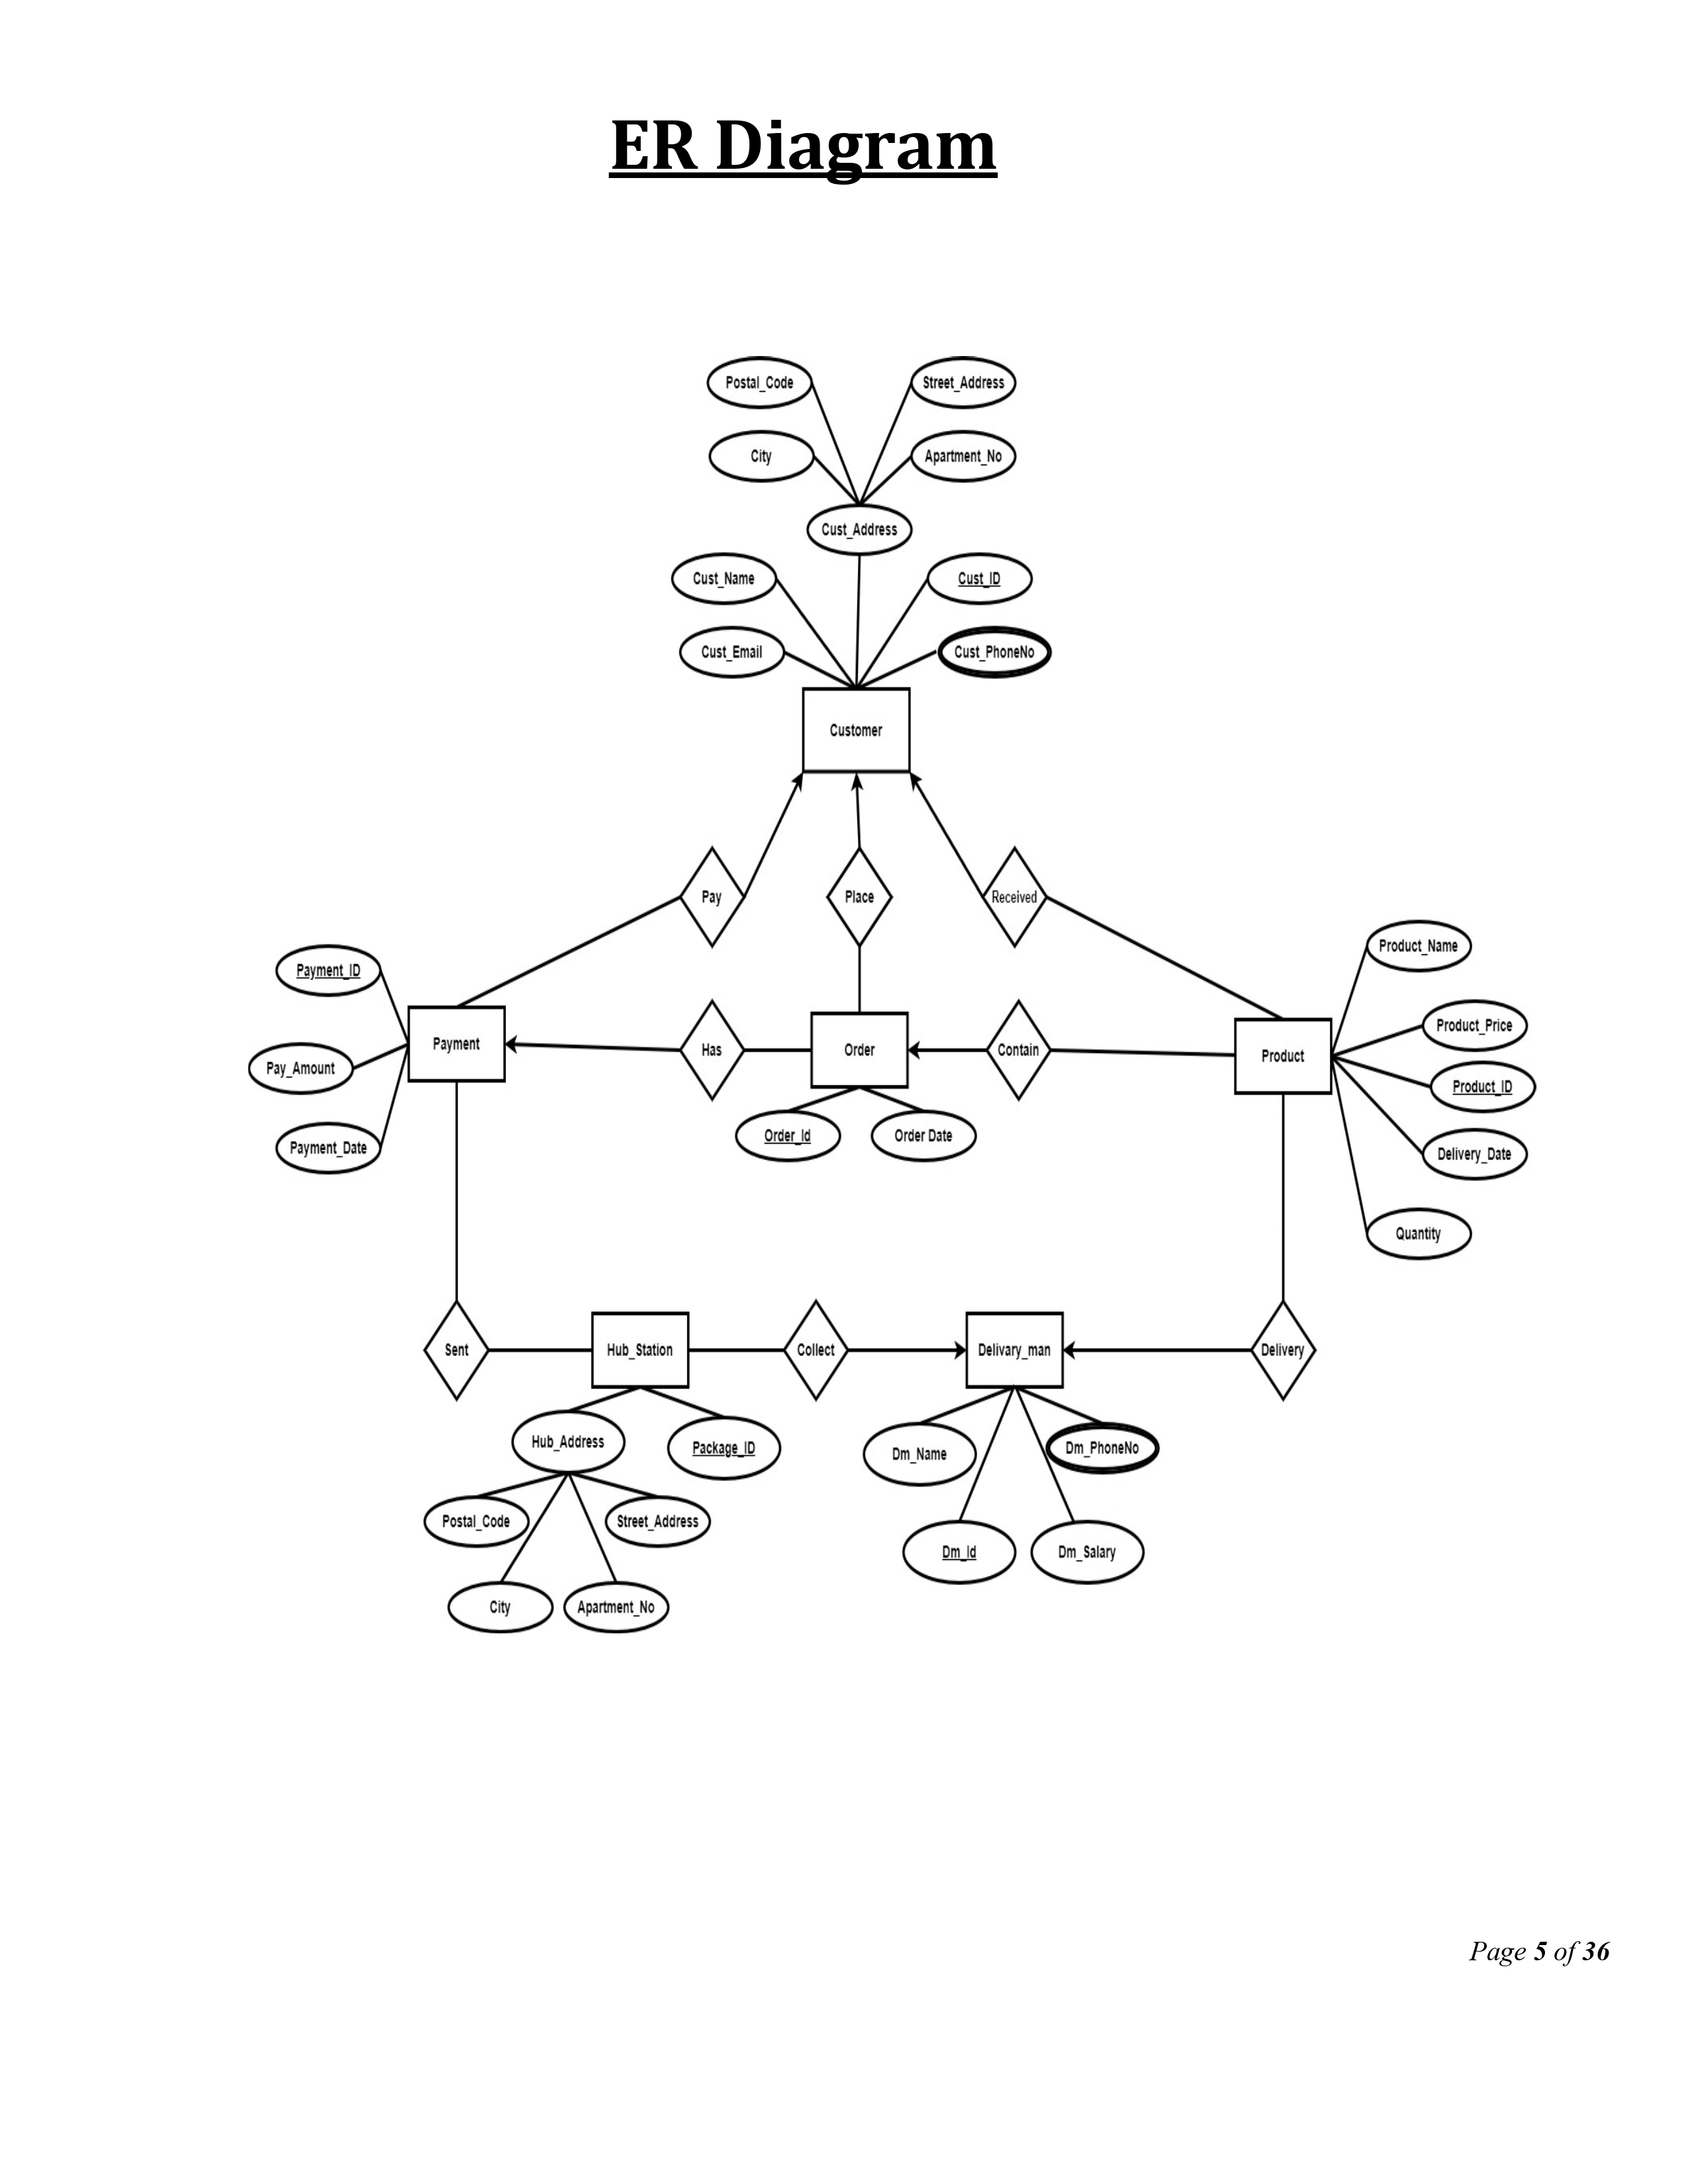 ER Diagram
Postal_Code
Street_Address
City
Apartment_No
Cust_Address
Cust_Name
Cust_ID
Cust_Email
Cust_PhoneNo
Customer
Pay
Place
Received
Product_Name
Payment_ID
Product_Price
Payment
Has
Order
Contain
Product
Pay_Amount
Product_ID
Order_Id
Order Date
Payment_Date
Delivery_Date
Quantity
Sent
Hub_Station
Collect
Delivary_man
Delivery
Hub_Address
Package_ID
Dm_Name
Dm_PhoneNo
Postal_Code
Street_Address
Dm_Id
Dm_Salary
City
Apartment_No
Page 5 of 36